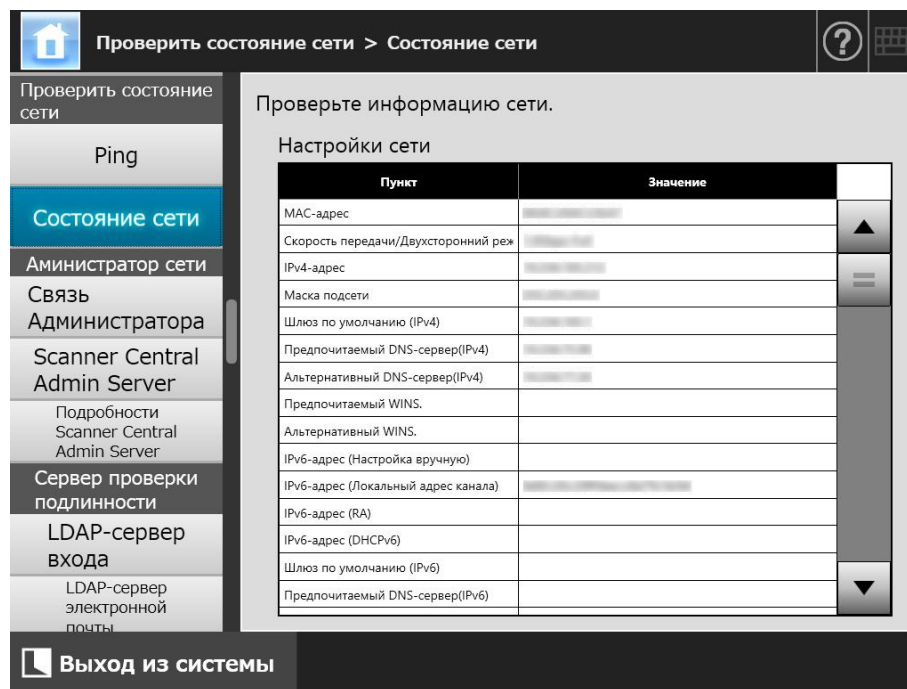 Проверить состояние сети > Состояние сети
?
Проверить состояние
сети
Ping
Состояние сети
Аминистратор сети
Связь
Администратора
Scanner Central
Admin Server
Подробности
Scanner Central
Admin Server
Сервер проверки
подлинности
LDAP-сервер
входа
LDAP-сервер
электронной
почты
Проверьте информацию сети.
Настройки сети
Пункт Значение
MAC-адрес
Скорость передачи/Двухсторонний реж
IPv4-адрес
Маска подсети
Шлюз по умолчанию (IPv4)
Предпочитаемый DNS-сервер(IPv4)
Альтернативный DNS-сервер(IPv4)
Предпочитаемый WINS.
Альтернативный WINS.
IPv6-адрес (Настройка вручную)
IPv6-адрес (Локальный адрес канала)
IPv6-адрес (RA)
IPv6-адрес (DHCPv6)
Шлюз по умолчанию (IPv6)
Предпочитаемый DNS-сервер(IPv6)
Выход из системы